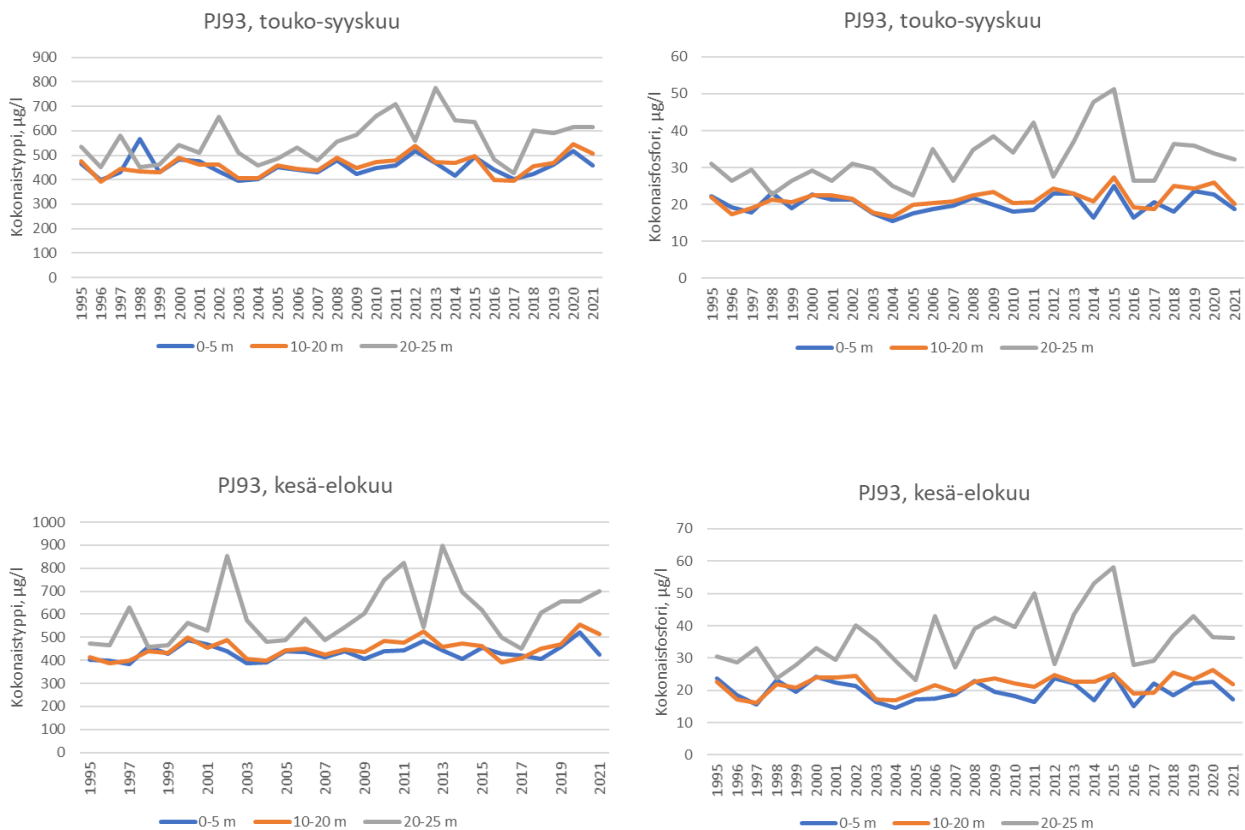 PJ93, touko-syyskuu
Kokonaistyppi, µg/l
900
800
700
600
500
400
300
200
100
0
1995 1996 1997 1998 1999 2000 2001 2002 2003 2004 2005 2006 2007 2008 2009 2010 2011 2012 2013 2014 2015 2016 2017 2018 2019 2020 2021
0-5 m 10-20 m 20-25 m
PJ93, touko-syyskuu
Kokonaisfosfori, µg/l
60
50
40
30
20
10
0
1995 1996 1997 1998 1999 2000 2001 2002 2003 2004 2005 2006 2007 2008 2009 2010 2011 2012 2013 2014 2015 2016 2017 2018 2019 2020 2021
0-5 m 10-20 m 20-25 m
PJ93, kesä-elokuu
Kokonaistyppi, µg/l
1000
900
800
700
600
500
400
300
200
100
0
1995 1997 1999 2001 2003 2005 2007 2009 2011 2013 2015 2017 2019 2021
0-5 m 10-20 m 20-25 m
PJ93, kesä-elokuu
Kokonaisfosfori, µg/l
70
60
50
40
30
20
10
0
1995 1996 1997 1998 1999 2000 2001 2002 2003 2004 2005 2006 2007 2008 2009 2010 2011 2012 2013 2014 2015 2016 2017 2018 2019 2020 2021
0-5 m 10-20 m 20-25 m